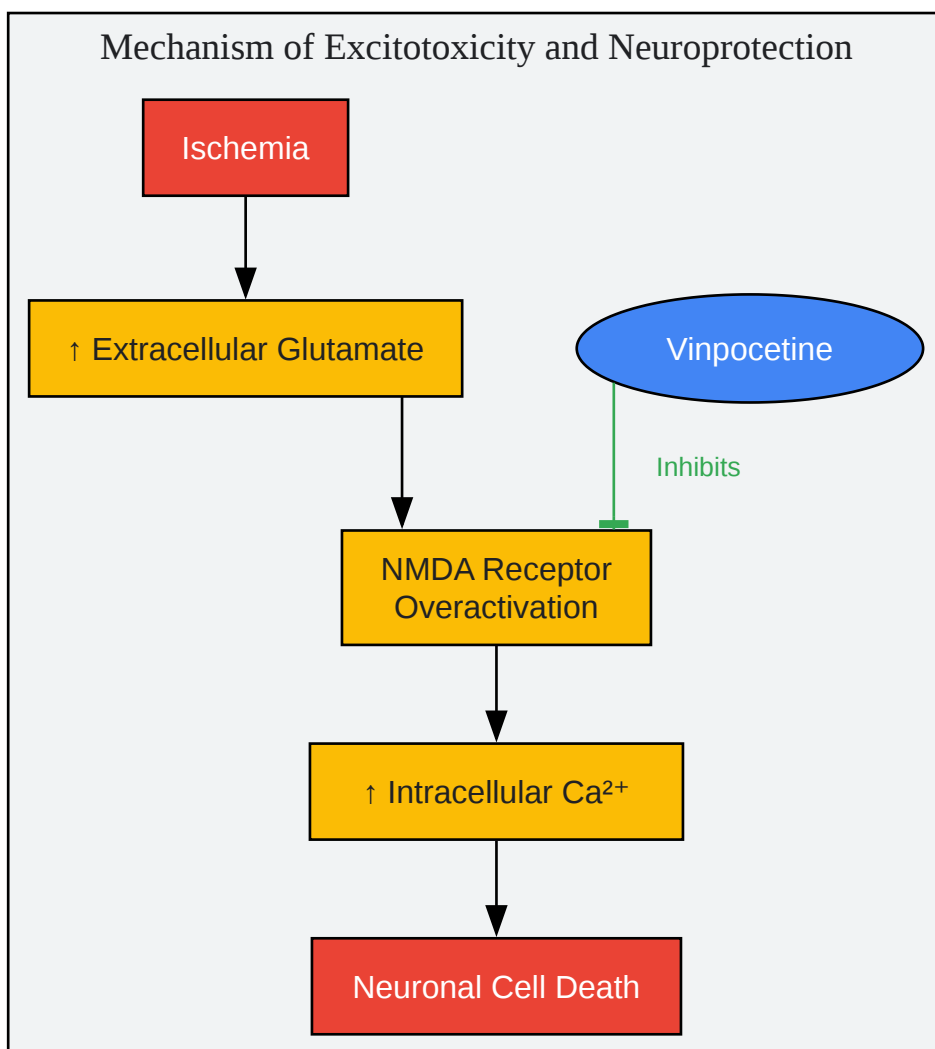 Mechanism of Excitotoxicity and Neuroprotection
Ischemia
↑ Extracellular Glutamate
Vinpocetine
Inhibits
NMDA Receptor
Overactivation
↑ Intracellular Ca²⁺
Neuronal Cell Death